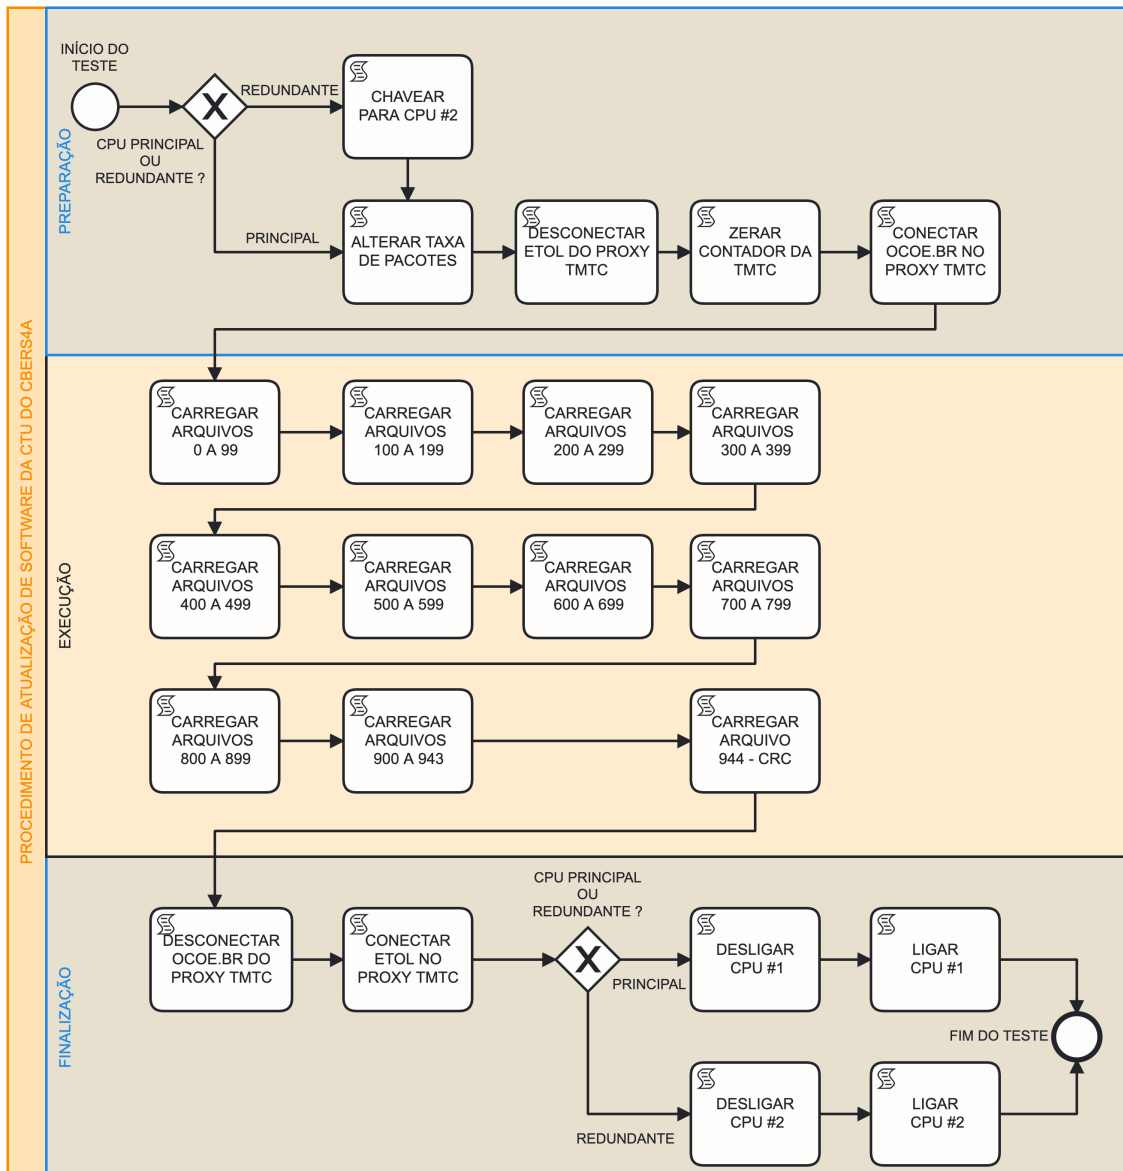 PROCEDIMENTO DE ATUALIZAÇÃO DE SOFTWARE DA CTU DO CBERS4A
PREPARAÇÃO
INÍCIO DO
TESTE
CPU PRINCIPAL
OU
REDUNDANTE ?
REDUNDANTE
PRINCIPAL
CHAVEAR
PARA CPU #2
ALTERAR TAXA
DE PACOTES
DESCONECTAR
ETOL DO PROXY
TMTC
ZERAR
CONTADOR DA
TMTC
CONECTAR
OCOE.BR NO
PROXY TMTC
EXECUÇÃO
CARREGAR
ARQUIVOS
0 A 99
CARREGAR
ARQUIVOS
100 A 199
CARREGAR
ARQUIVOS
200 A 299
CARREGAR
ARQUIVOS
300 A 399
CARREGAR
ARQUIVOS
400 A 499
CARREGAR
ARQUIVOS
500 A 599
CARREGAR
ARQUIVOS
600 A 699
CARREGAR
ARQUIVOS
700 A 799
CARREGAR
ARQUIVOS
800 A 899
CARREGAR
ARQUIVOS
900 A 943
CARREGAR
ARQUIVO
944 - CRC
FINALIZAÇÃO
DESCONECTAR
OCOE.BR DO
PROXY TMTC
CONECTAR
ETOL NO
PROXY TMTC
CPU PRINCIPAL
OU
REDUNDANTE ?
PRINCIPAL
DESLIGAR
CPU #1
LIGAR
CPU #1
FIM DO TESTE
REDUNDANTE
DESLIGAR
CPU #2
LIGAR
CPU #2